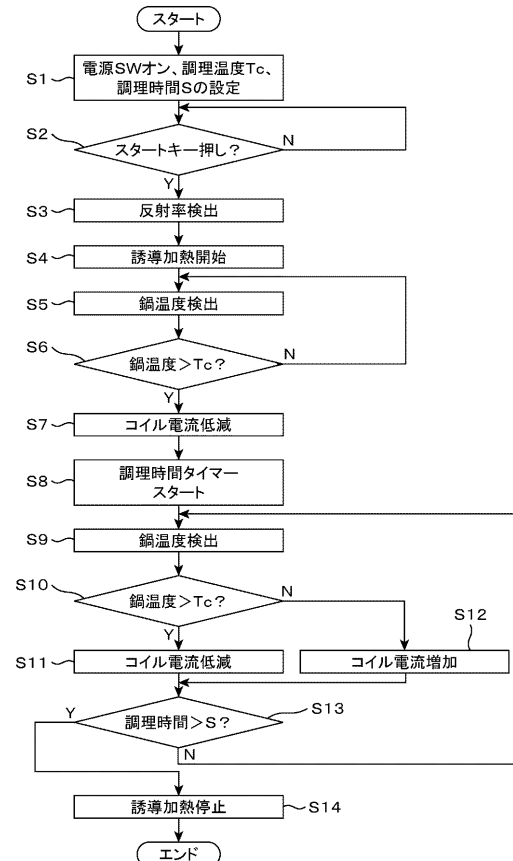 スタート
S1
電源SWオン、調理温度Tc、
調理時間Sの設定
S2
スタートキー押し?
N
Y
S3
反射率検出
S4
誘導加熱開始
S5
鍋温度検出
S6
鍋温度>Tc?
N
Y
S7
コイル電流低減
S8
調理時間タイマー
スタート
S9
鍋温度検出
S10
鍋温度>Tc?
N
Y
S11
コイル電流低減
S12
コイル電流増加
Y
調理時間>S?
S13
N
誘導加熱停止
S14
エンド